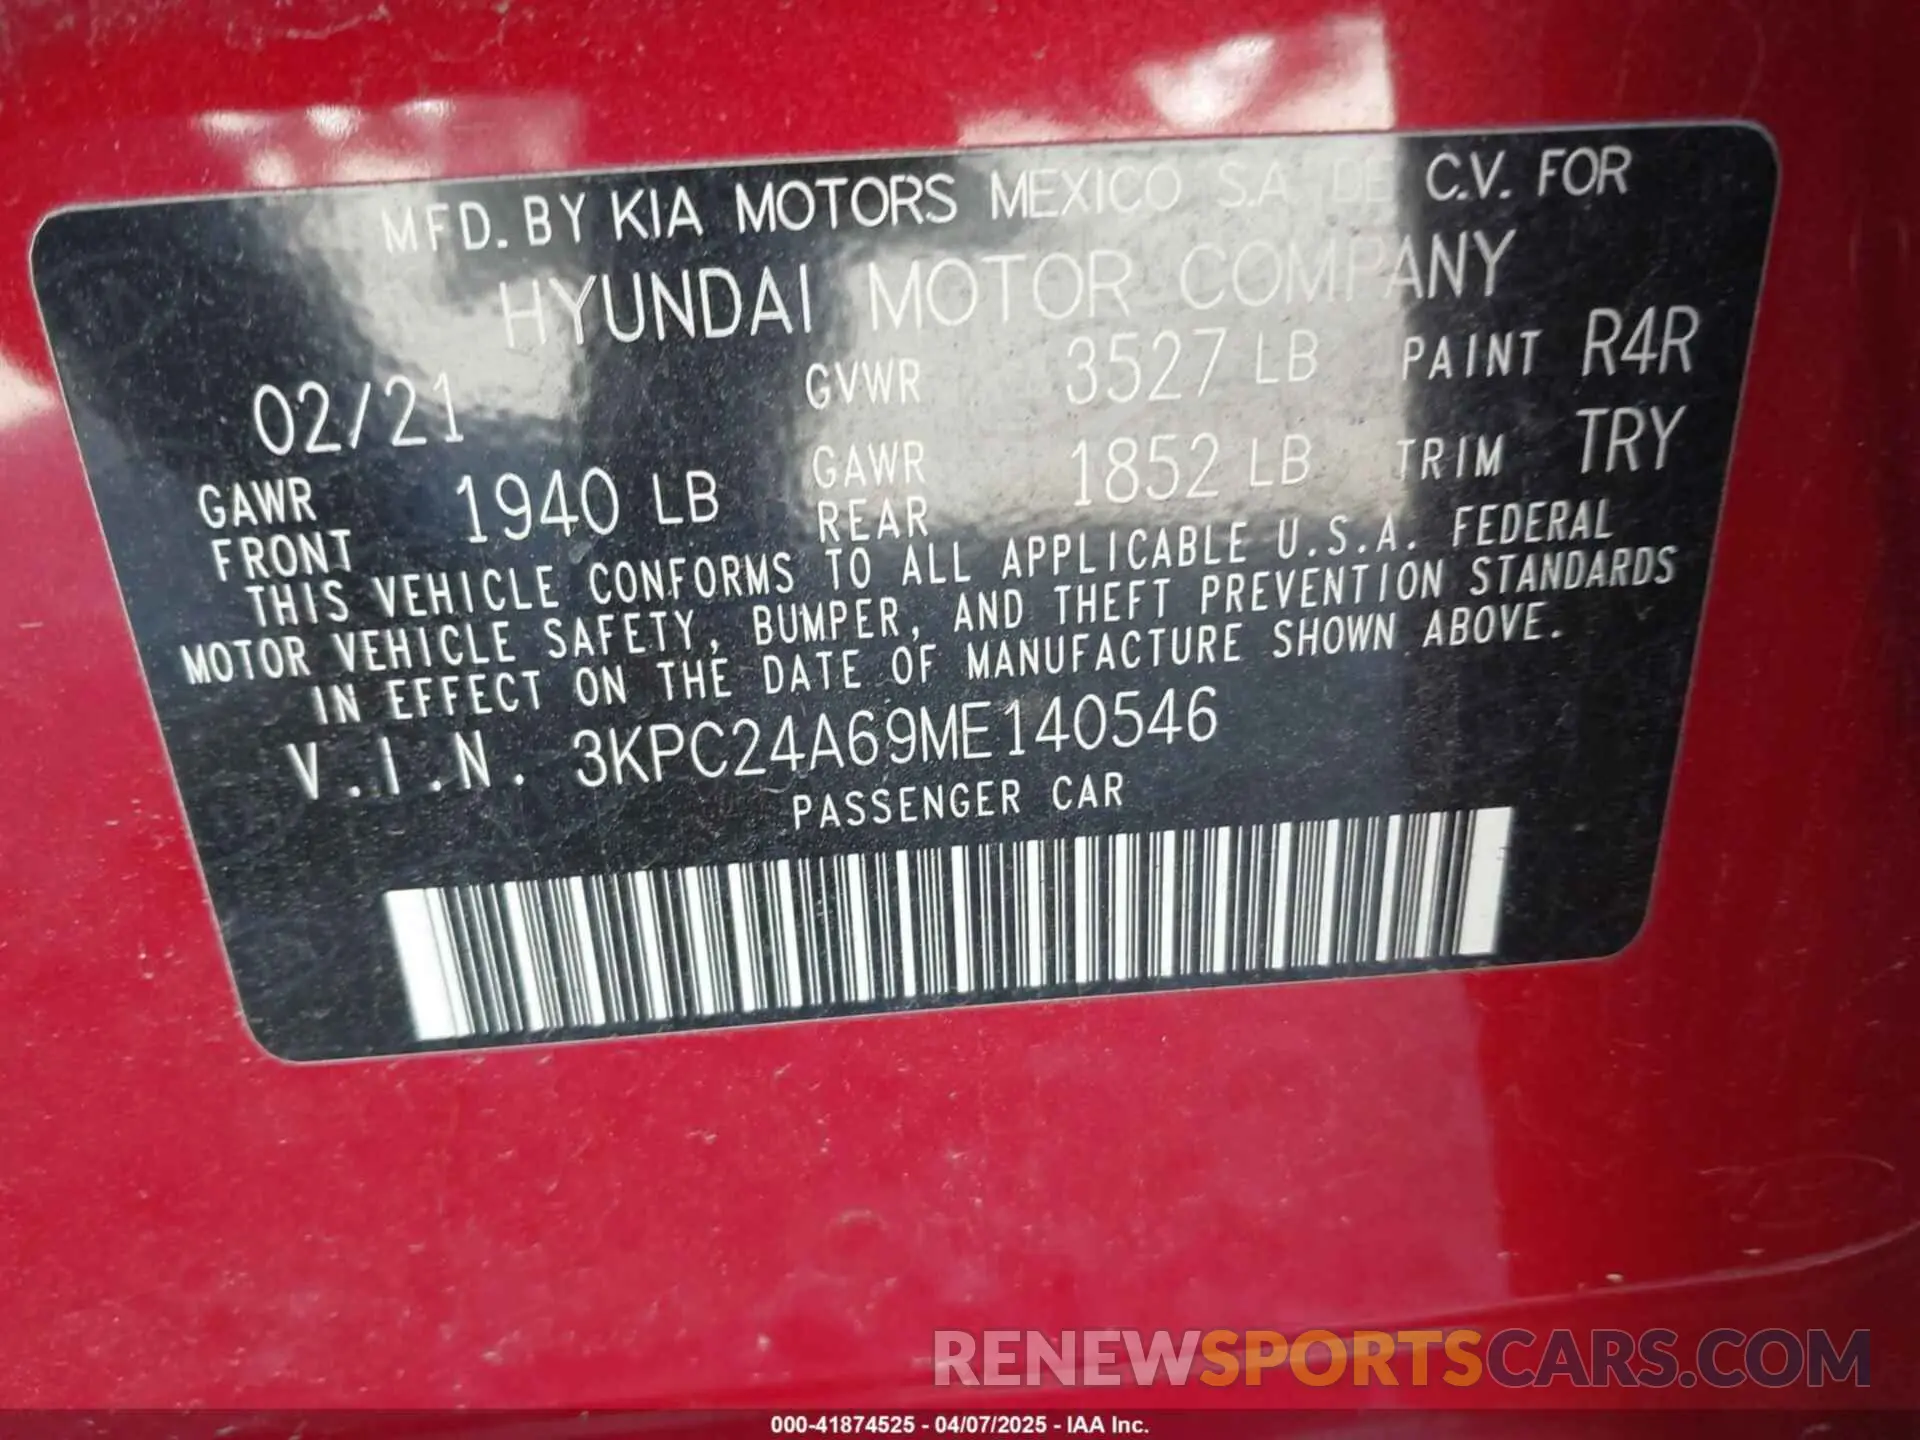 MFD. BY KIA MOTORS MEXICO S.A. DE C.V. FOR
HYUNDAI MOTOR COMPANY
02/21 GVWR 3527 LB PAINT R4R
GAWR FRONT 1940 LB GAWR REAR 1852 LB TRIM TRY
THIS VEHICLE CONFORMS TO ALL APPLICABLE U.S.A. FEDERAL
MOTOR VEHICLE SAFETY, BUMPER, AND THEFT PREVENTION STANDARDS
IN EFFECT ON THE DATE OF MANUFACTURE SHOWN ABOVE.
V.I.N. 3KPC24A69ME140546
PASSENGER CAR
RENEWSPORTSCARS.COM
000-41874525 - 04/07/2025 - IAA Inc.